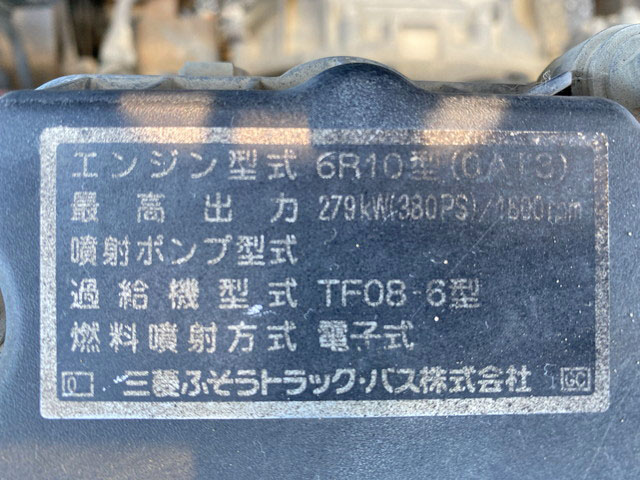 エンジン型式 6R10型(0AT3)
最高出力 279kW(380PS)/1800rpm
噴射ポンプ型式
過給機型式 TF08-6型
燃料噴射方式 電子式
三菱ふそうトラック・バス株式会社 GC